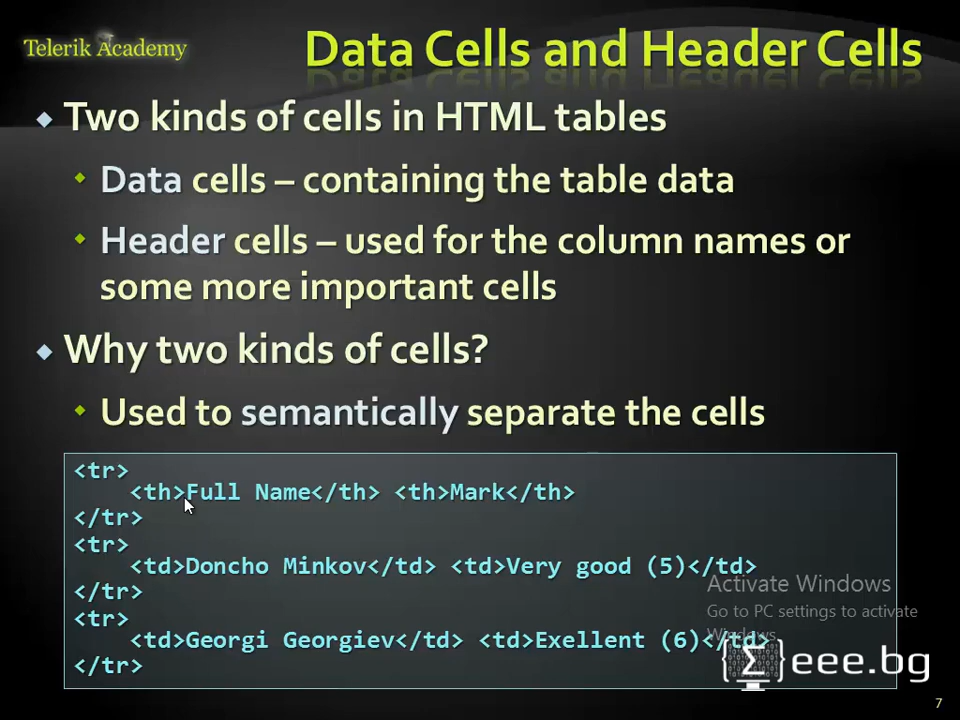 Telerik Academy
Data Cells and Header Cells
Two kinds of cells in HTML tables
Data cells – containing the table data
Header cells – used for the column names or
some more important cells
Why two kinds of cells?
Used to semantically separate the cells
<tr>
<th>Full Name</th> <th>Mark</th>
</tr>
<tr>
<td>Doncho Minkov</td> <td>Very good (5)</td>
</tr>
<tr>
<td>Georgi Georgiev</td> <td>Exellent (6)</td>
</tr>
Activate Windows
Go to PC settings to activate
Windows.
Σ eee.bg
7